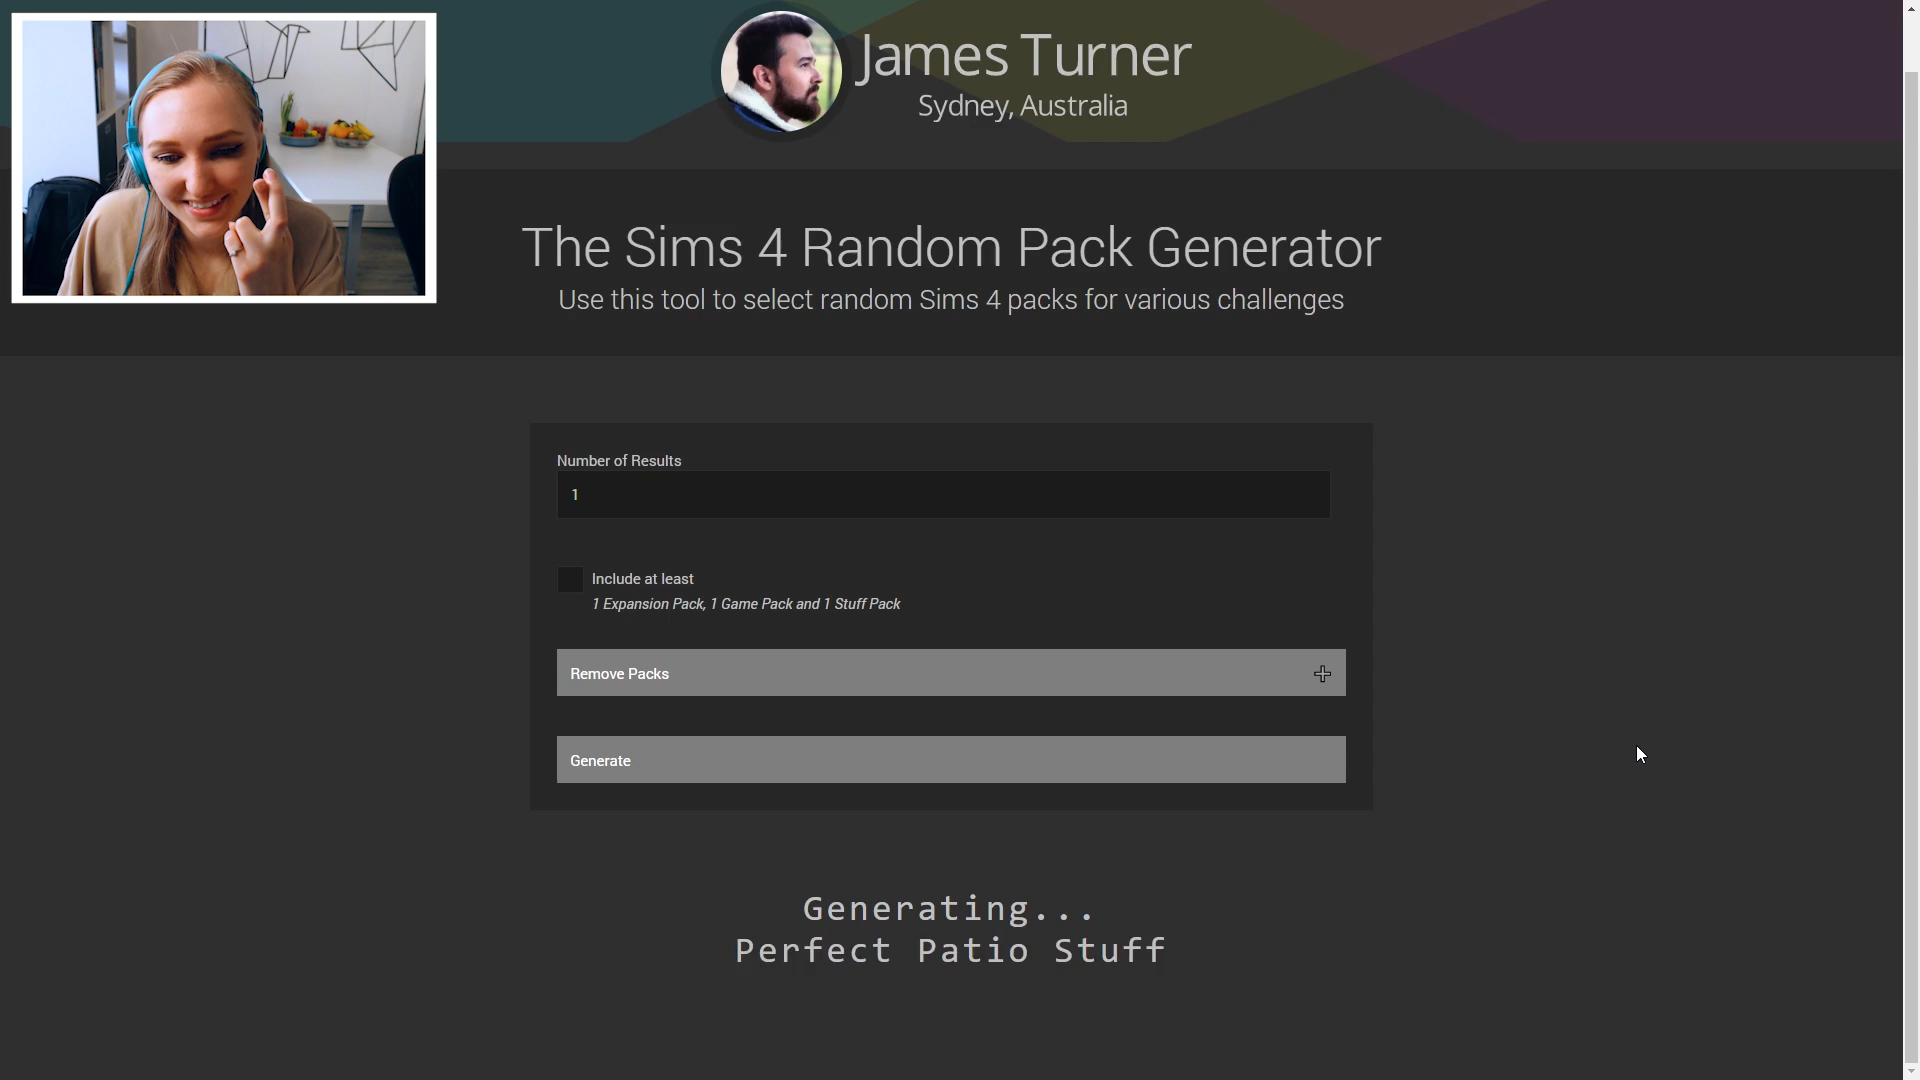 James Turner
Sydney, Australia
The Sims 4 Random Pack Generator
Use this tool to select random Sims 4 packs for various challenges
Number of Results
1
Include at least
1 Expansion Pack, 1 Game Pack and 1 Stuff Pack
Remove Packs
Generate
Generating...
Perfect Patio Stuff